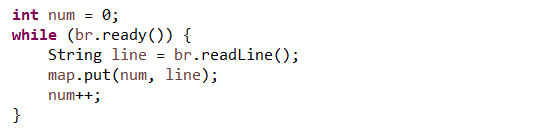 int num = 0;
while (br.ready()) {
    String line = br.readLine();
    map.put(num, line);
    num++;
}